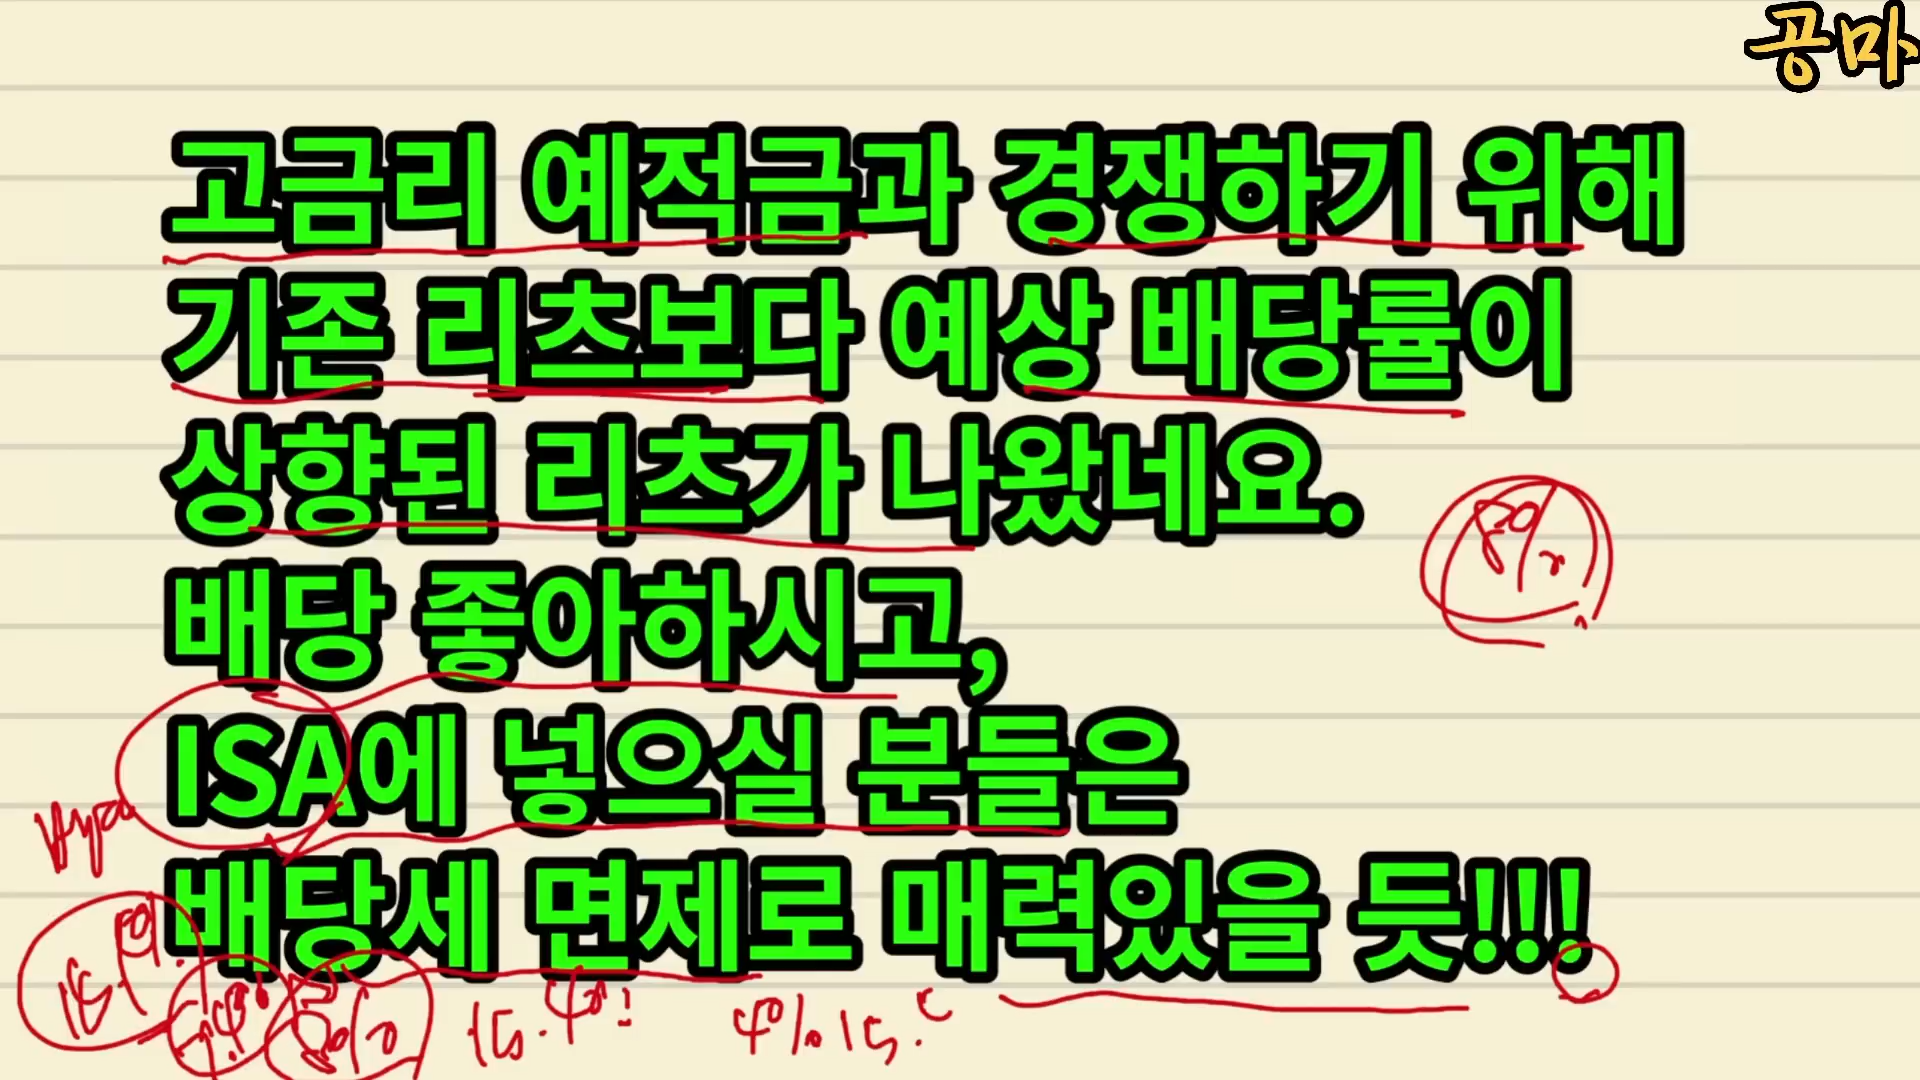 공마
고금리 예적금과 경쟁하기 위해
기존 리츠보다 예상 배당률이
상향된 리츠가 나왔네요.
8%
배당 좋아하시고,
ISA에 넣으실 분들은
배당세 면제로 매력있을 듯!!!
15.4%